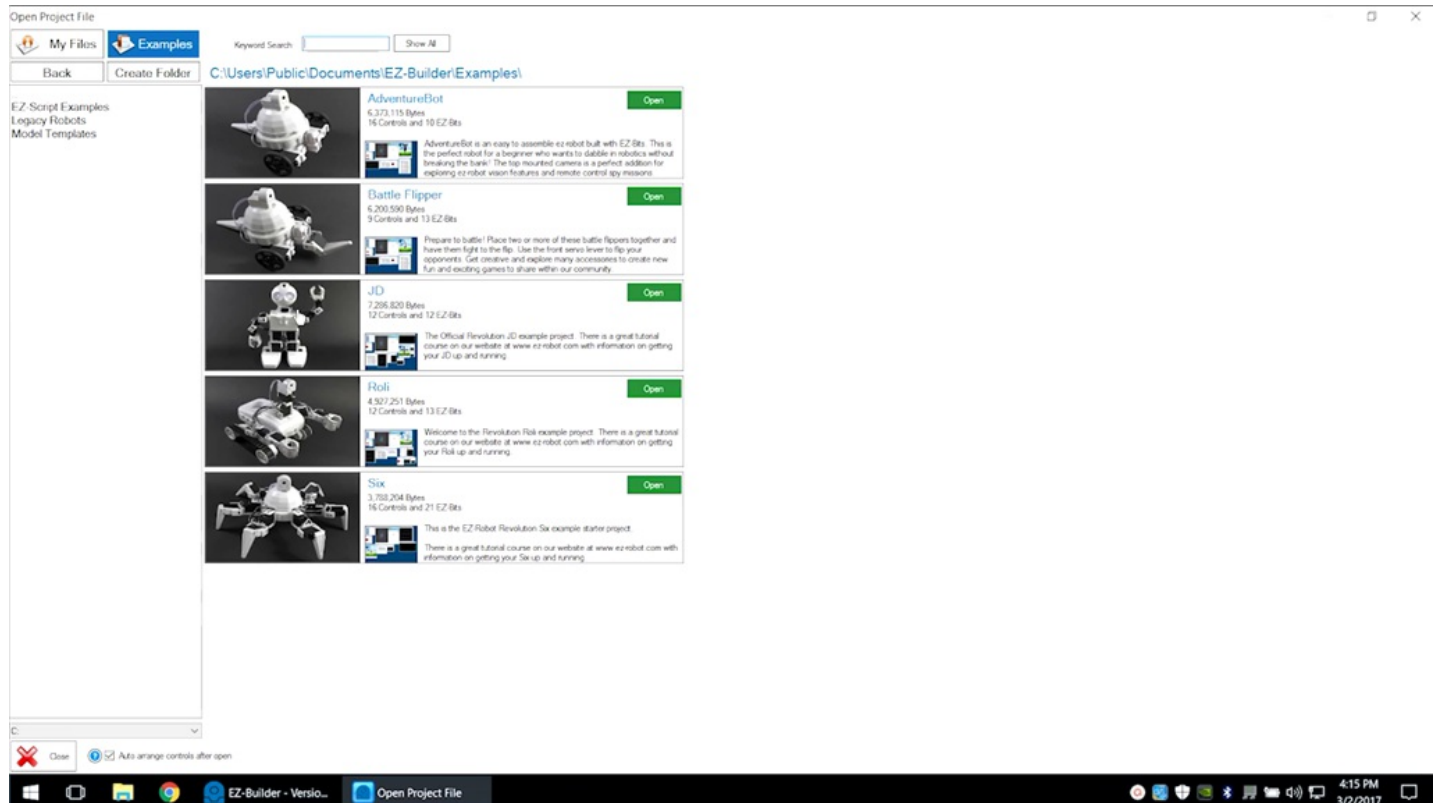 Open Project File
My Files
Examples
Keyword Search
Show All
Back
Create Folder
C:\Users\Public\Documents\EZ-Builder\Examples\
EZ-Script Examples
Legacy Robots
Model Templates
AdventureBot
Open
6,373,115 Bytes
16 Controls and 10 EZ-Bits
AdventureBot is an easy to assemble ez-robot built with EZ-Bits. This is
the perfect robot for a beginner who wants to dabble in robotics without
breaking the bank! The top mounted camera is a perfect addition for
exploring ez-robot vision features and remote control spy missions
Battle Flipper
Open
6,200,590 Bytes
9 Controls and 13 EZ-Bits
Prepare to battle! Place two or more of these battle flippers together and
have them fight to the flip. Use the front servo lever to flip your
opponents. Get creative and explore many accessories to create new
fun and exciting games to share within our community.
JD
Open
7,286,820 Bytes
12 Controls and 12 EZ-Bits
The Official Revolution JD example project. There is a great tutorial
course on our website at www.ez-robot.com with information on getting
your JD up and running
Roli
Open
4,927,251 Bytes
12 Controls and 13 EZ-Bits
Welcome to the Revolution Roli example project. There is a great tutorial
course on our website at www.ez-robot.com with information on getting
your Roli up and running.
Six
Open
3,788,204 Bytes
16 Controls and 21 EZ-Bits
This is the EZ-Robot Revolution Six example starter project.
There is a great tutorial course on our website at www.ez-robot.com with
information on getting your Six up and running
C:
Close
Auto arrange controls after open
EZ-Builder - Versio...
Open Project File
4:15 PM
3/2/2017